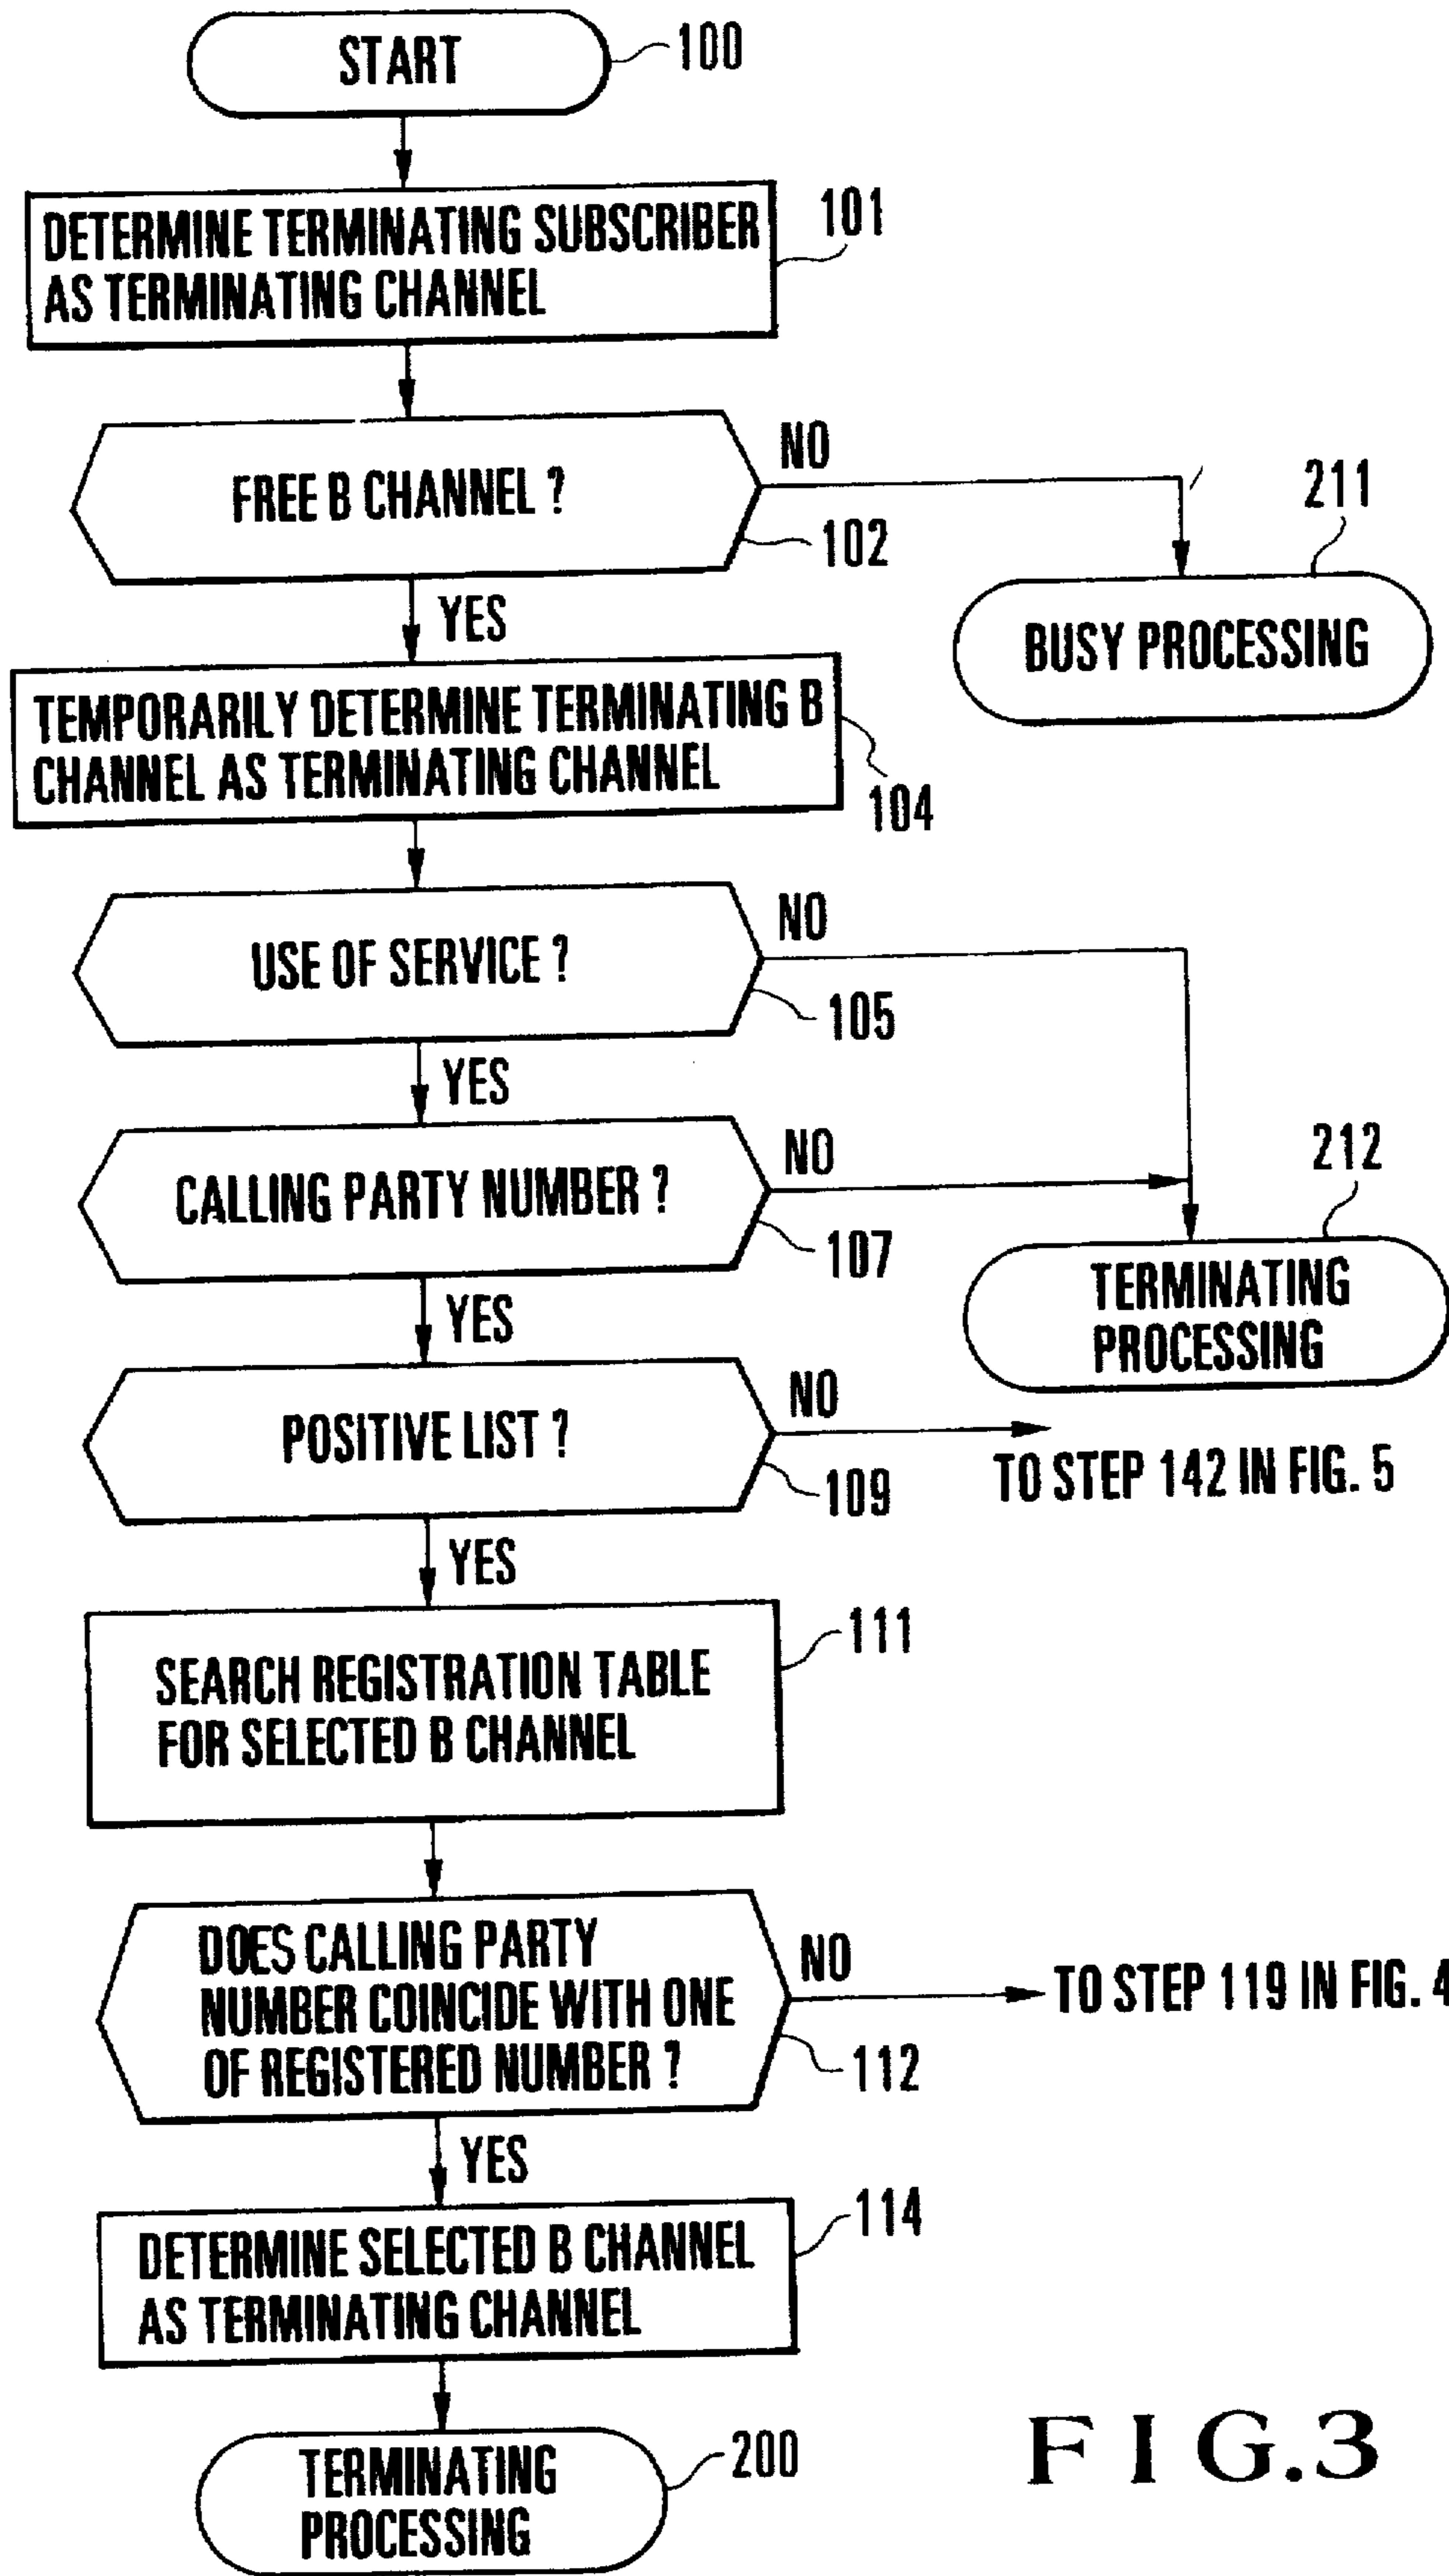 START
100
DETERMINE TERMINATING SUBSCRIBER
AS TERMINATING CHANNEL
101
FREE B CHANNEL ?
NO
102
211
BUSY PROCESSING
YES
TEMPORARILY DETERMINE TERMINATING B
CHANNEL AS TERMINATING CHANNEL
104
USE OF SERVICE ?
NO
105
YES
CALLING PARTY NUMBER ?
NO
107
212
TERMINATING
PROCESSING
YES
POSITIVE LIST ?
NO
109
TO STEP 142 IN FIG. 5
YES
SEARCH REGISTRATION TABLE
FOR SELECTED B CHANNEL
111
DOES CALLING PARTY
NUMBER COINCIDE WITH ONE
OF REGISTERED NUMBER ?
NO
112
TO STEP 119 IN FIG. 4
YES
DETERMINE SELECTED B CHANNEL
AS TERMINATING CHANNEL
114
TERMINATING
PROCESSING
200
FIG.3